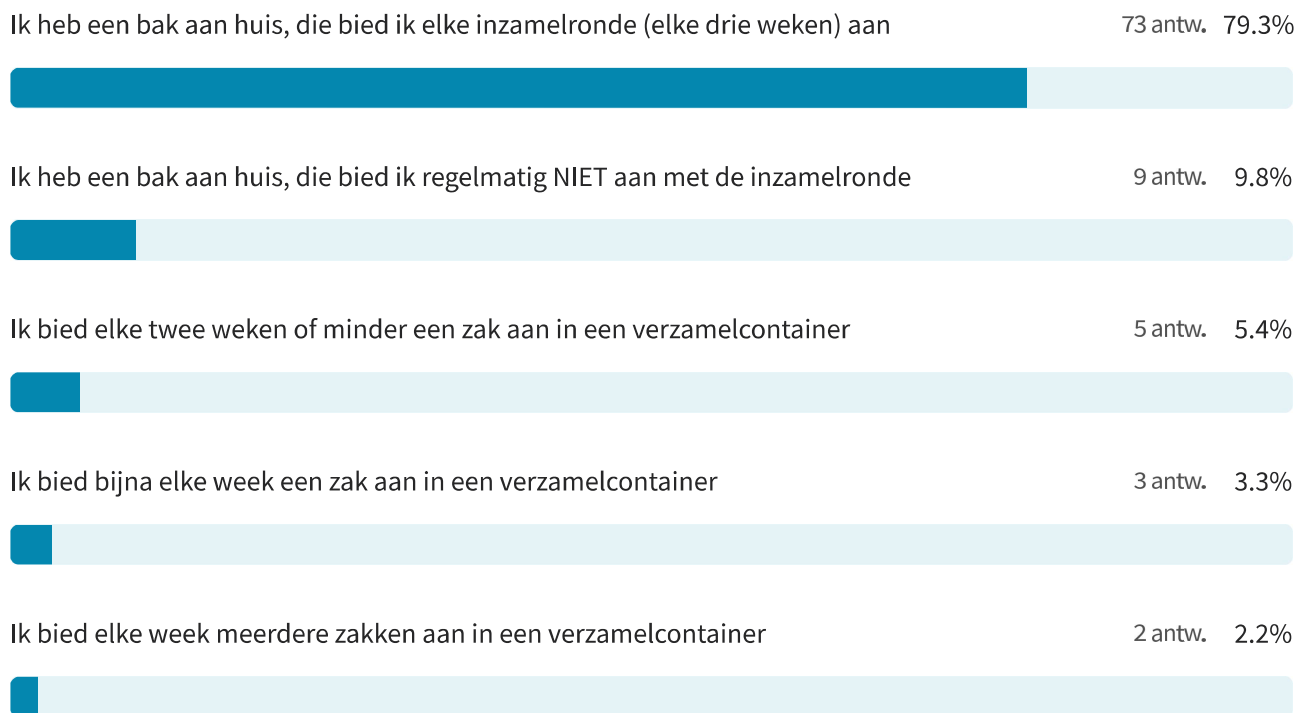 Ik heb een bak aan huis, die bied ik elke inzamelronde (elke drie weken) aan 73 antw. 79.3%
Ik heb een bak aan huis, die bied ik regelmatig NIET aan met de inzamelronde 9 antw. 9.8%
Ik bied elke twee weken of minder een zak aan in een verzamelcontainer 5 antw. 5.4%
Ik bied bijna elke week een zak aan in een verzamelcontainer 3 antw. 3.3%
Ik bied elke week meerdere zakken aan in een verzamelcontainer 2 antw. 2.2%